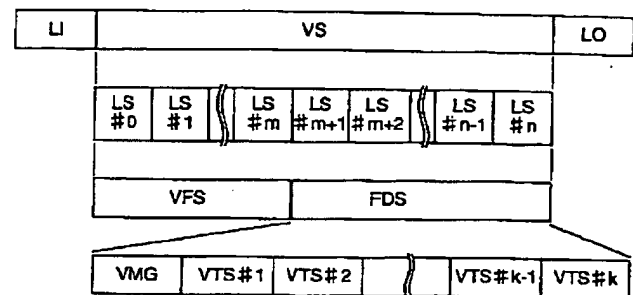 LI VS LO
LS #0 LS #1 LS #m LS #m+1 LS #m+2 LS #n-1 LS #n
VFS FDS
VMG VTS#1 VTS#2 VTS#k-1 VTS#k